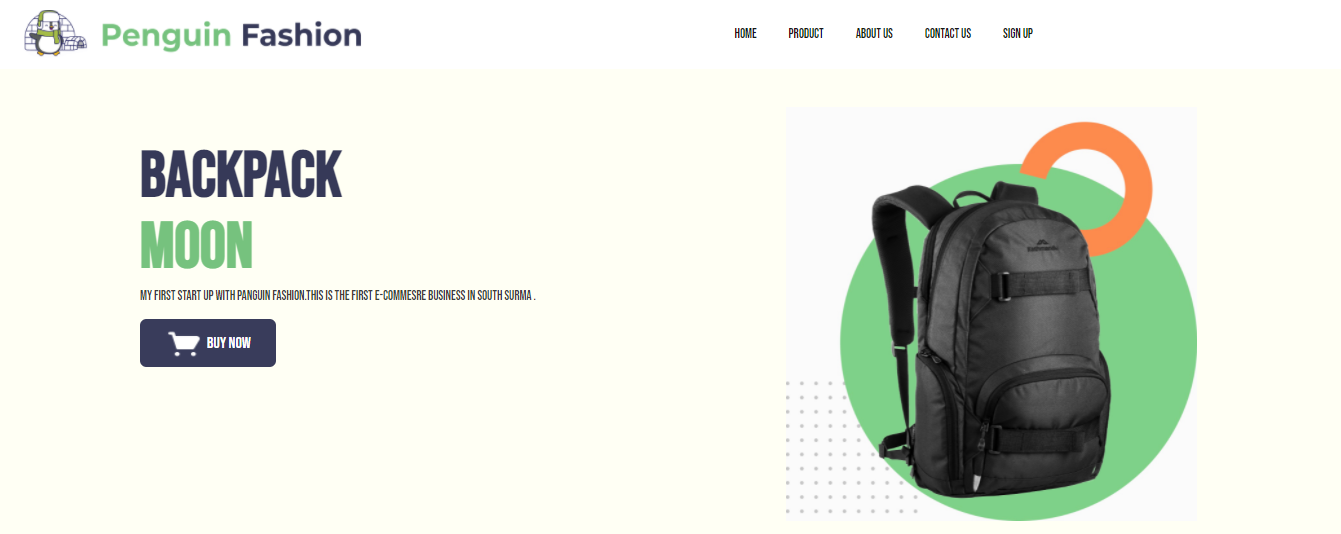 Penguin Fashion
HOME PRODUCT ABOUT US CONTACT US SIGN UP
BACKPACK
MOON
MY FIRST START UP WITH PANGUIN FASHION.THIS IS THE FIRST E-COMMESRE BUSINESS IN SOUTH SURMA .
BUY NOW